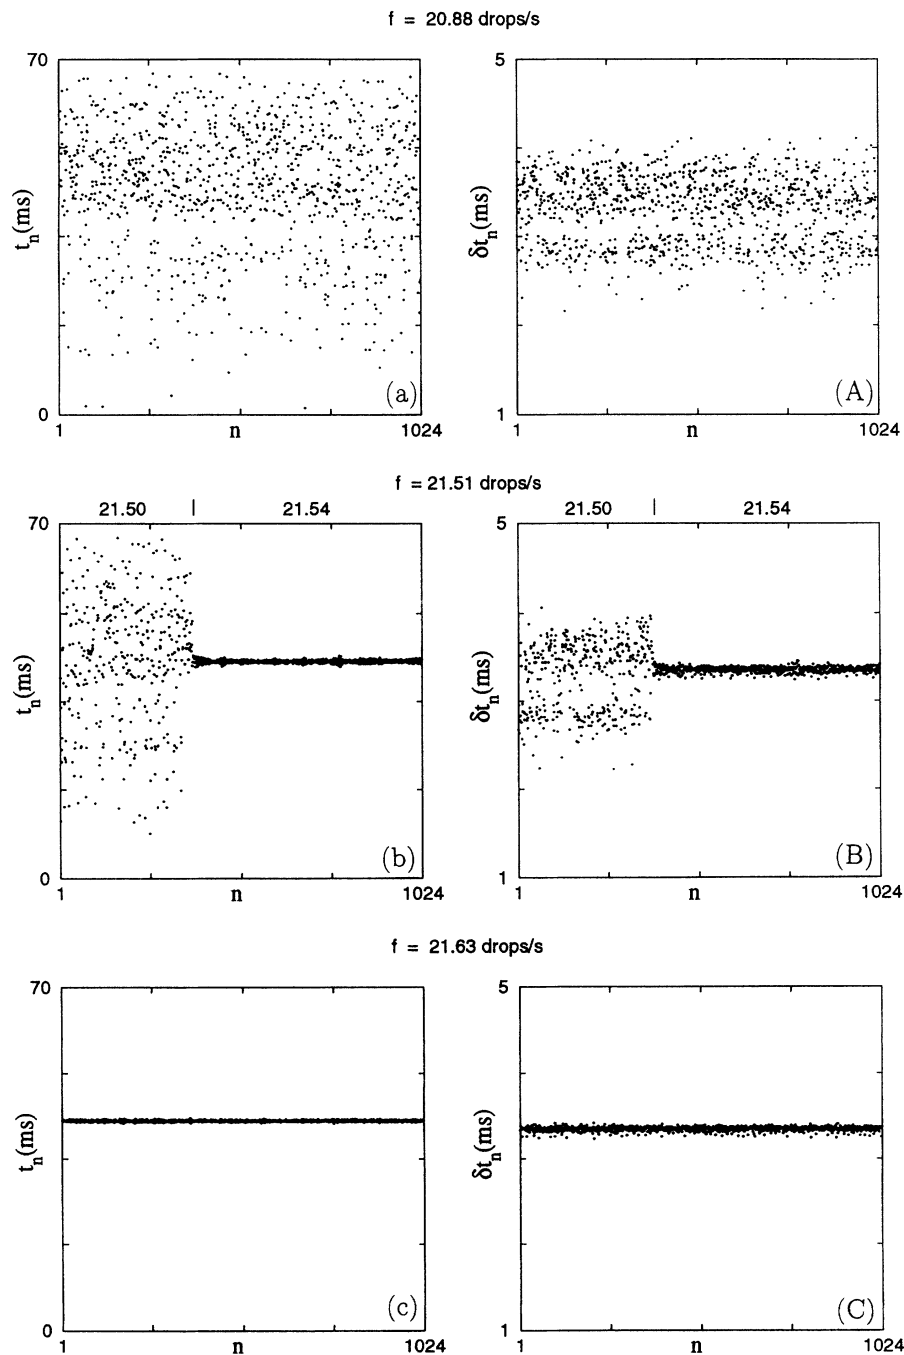 f = 20.88 drops/s
70
t_n(ms)
0
1
n
1024
(a)
5
δt_n(ms)
1
1
n
1024
(A)
f = 21.51 drops/s
21.50 | 21.54
70
t_n(ms)
0
1
n
1024
(b)
21.50 | 21.54
5
δt_n(ms)
1
1
n
1024
(B)
f = 21.63 drops/s
70
t_n(ms)
0
1
n
1024
(c)
5
δt_n(ms)
1
1
n
1024
(C)